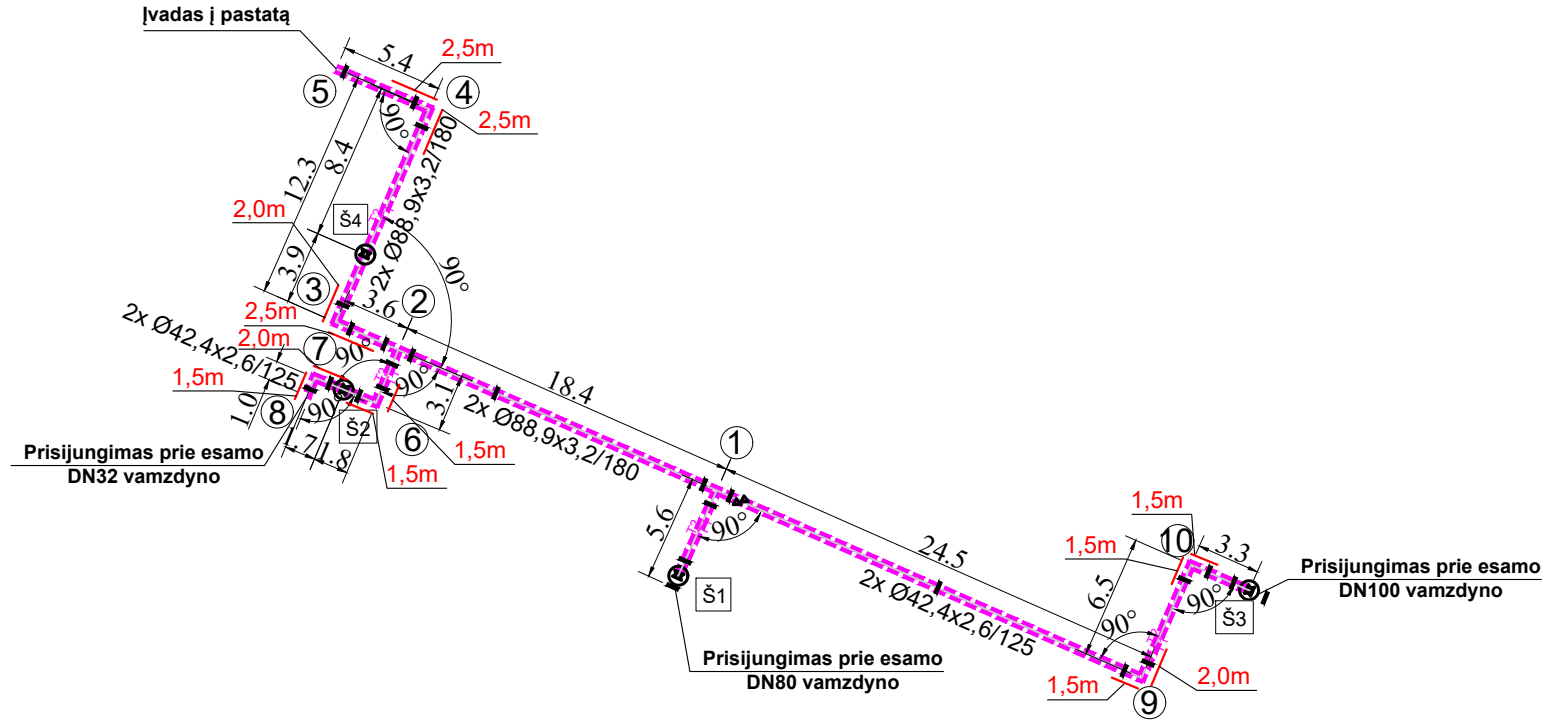 Įvadas į pastatą
5.4
2,5m
5
4
90°
2,5m
8.4
12.3
2x Ø88,9x3,2/180
2,0m
Š4
T2
3.9
90°
3
3.6
2
2,5m
2x Ø42,4x2,6/125
2,0m
7
90°
90°
18.4
1,5m
1.0
8
90°
3.1
2x Ø88,9x3,2/180
Š2
6
1
1.7
1.8
1,5m
Prisijungimas prie esamo
DN32 vamzdyno
1,5m
5.6
T2
90°
24.5
1,5m
10
3.3
1,5m
Prisijungimas prie esamo
DN100 vamzdyno
6.5
90°
Š3
Š1
2x Ø42,4x2,6/125
90°
Prisijungimas prie esamo
DN80 vamzdyno
1,5m
2,0m
9